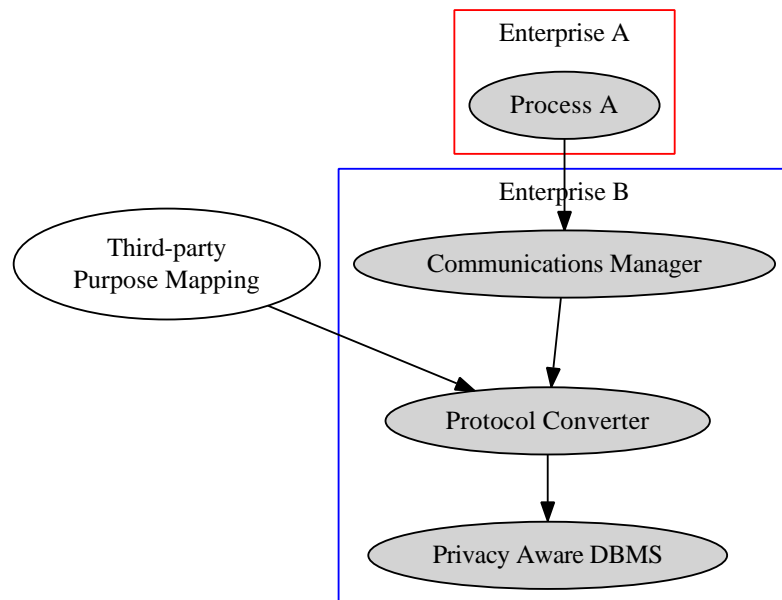 Enterprise A
Process A
Enterprise B
Communications Manager
Third-party
Purpose Mapping
Protocol Converter
Privacy Aware DBMS